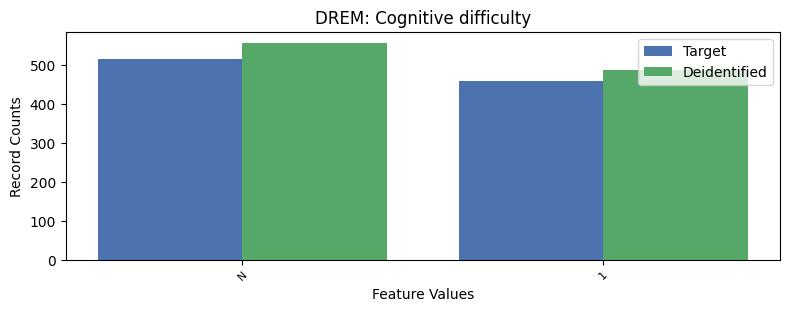 DREM: Cognitive difficulty
Target
Deidentified
Record Counts
500
400
300
200
100
0
N
1
Feature Values